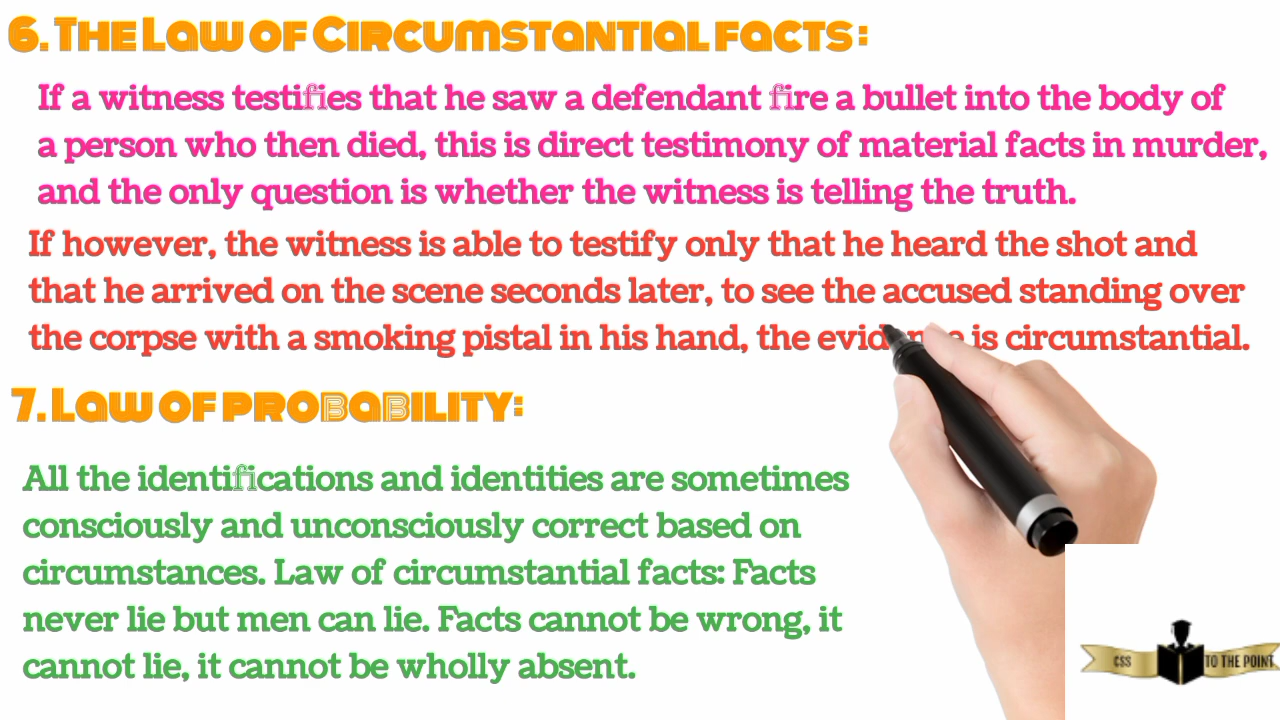 6. The Law of Circumstantial facts:
If a witness testifies that he saw a defendant fire a bullet into the body of
a person who then died, this is direct testimony of material facts in murder,
and the only question is whether the witness is telling the truth.
If however, the witness is able to testify only that he heard the shot and
that he arrived on the scene seconds later, to see the accused standing over
the corpse with a smoking pistal in his hand, the is circumstantial.
7. Law of probability:
All the identifications and identities are sometimes
consciously and unconsciously correct based on
circumstances. Law of circumstantial facts: Facts
never lie but men can lie. Facts cannot be wrong, it
cannot lie, it cannot be wholly absent.
CSS TO THE POINT